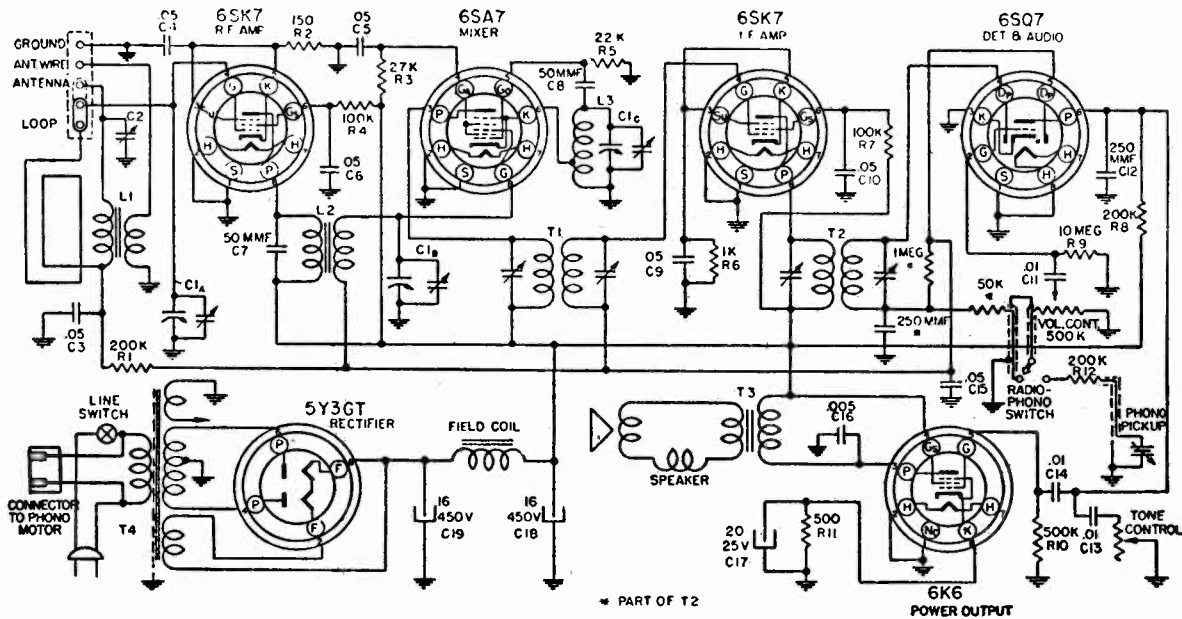 6SK7
R.F. AMP
6SA7
MIXER
6SK7
I.F. AMP
6SQ7
DET & AUDIO
GROUND
ANT. WIRE
ANTENNA
LOOP
.05
C4
150
R2
.05
C5
27K
R3
22K
R5
50MMF
C8
L3
C1C
C2
100K
R4
.05
C6
100K
R7
.05
C10
250
MMF
C12
200K
R8
L1
L2
50 MMF
C7
C1A
C1B
T1
.05
C9
1K
R6
T2
1 MEG
*
10 MEG
R9
.01
C11
50K
*
VOL. CONT.
500K
250 MMF
*
.05
C3
200K
R1
.05
C15
RADIO-
PHONO
SWITCH
200K
R12
PHONO
PICKUP
LINE
SWITCH
5Y3GT
RECTIFIER
FIELD COIL
T3
.005
C16
SPEAKER
CONNECTOR
TO PHONO
MOTOR
T4
16
450V
C19
16
450V
C18
20
25V
C17
500
R11
.01
C14
500K
R10
.01
C13
TONE
CONTROL
* PART OF T2
6K6
POWER OUTPUT